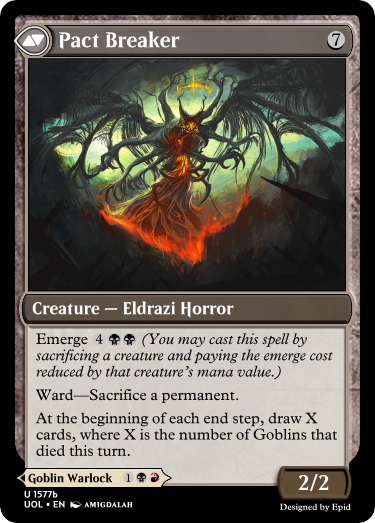 Pact Breaker 7
Creature — Eldrazi Horror
Emerge 4 (You may cast this spell by
sacrificing a creature and paying the emerge cost
reduced by that creature's mana value.)
Ward—Sacrifice a permanent.
At the beginning of each end step, draw X
cards, where X is the number of Goblins that
died this turn.
Goblin Warlock 1
2/2
U 1577b
UOL • EN AMIGDALAH
Designed by Epid